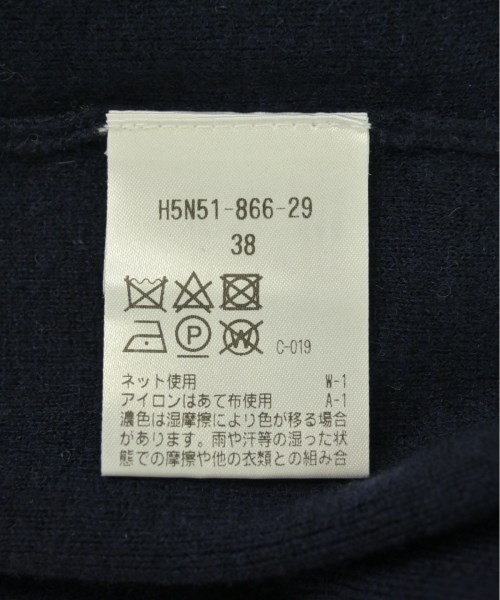 H5N51-866-29
38
P W C-019
ネット使用 W-1
アイロンはあて布使用 A-1
濃色は湿摩擦により色が移る場合
があります。雨や汗等の湿った状
態での摩擦や他の衣類との組み合